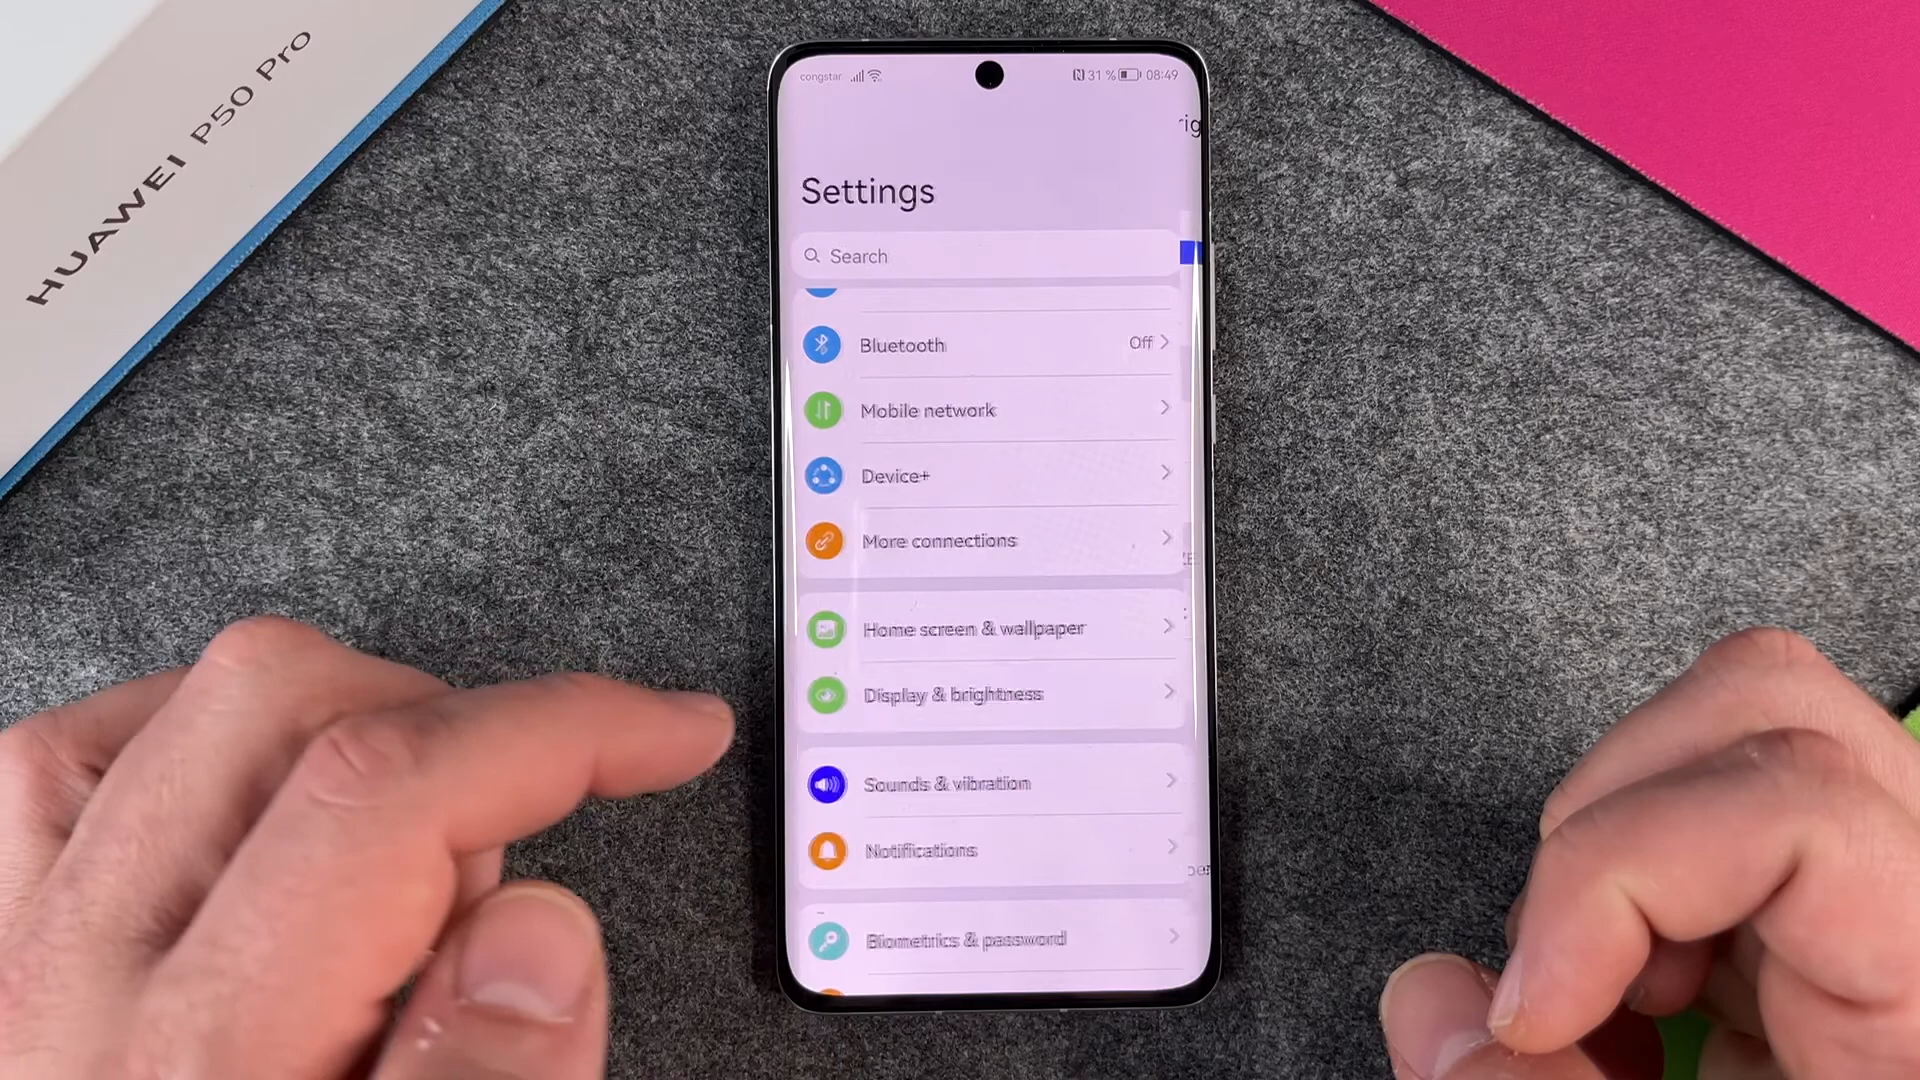 HUAWEI P50 Pro
congstar 31 % 08:49
Settings
Search
Bluetooth Off
Mobile network
Device+
More connections
Home screen & wallpaper
Display & brightness
Sounds & vibration
Notifications
Biometrics & password